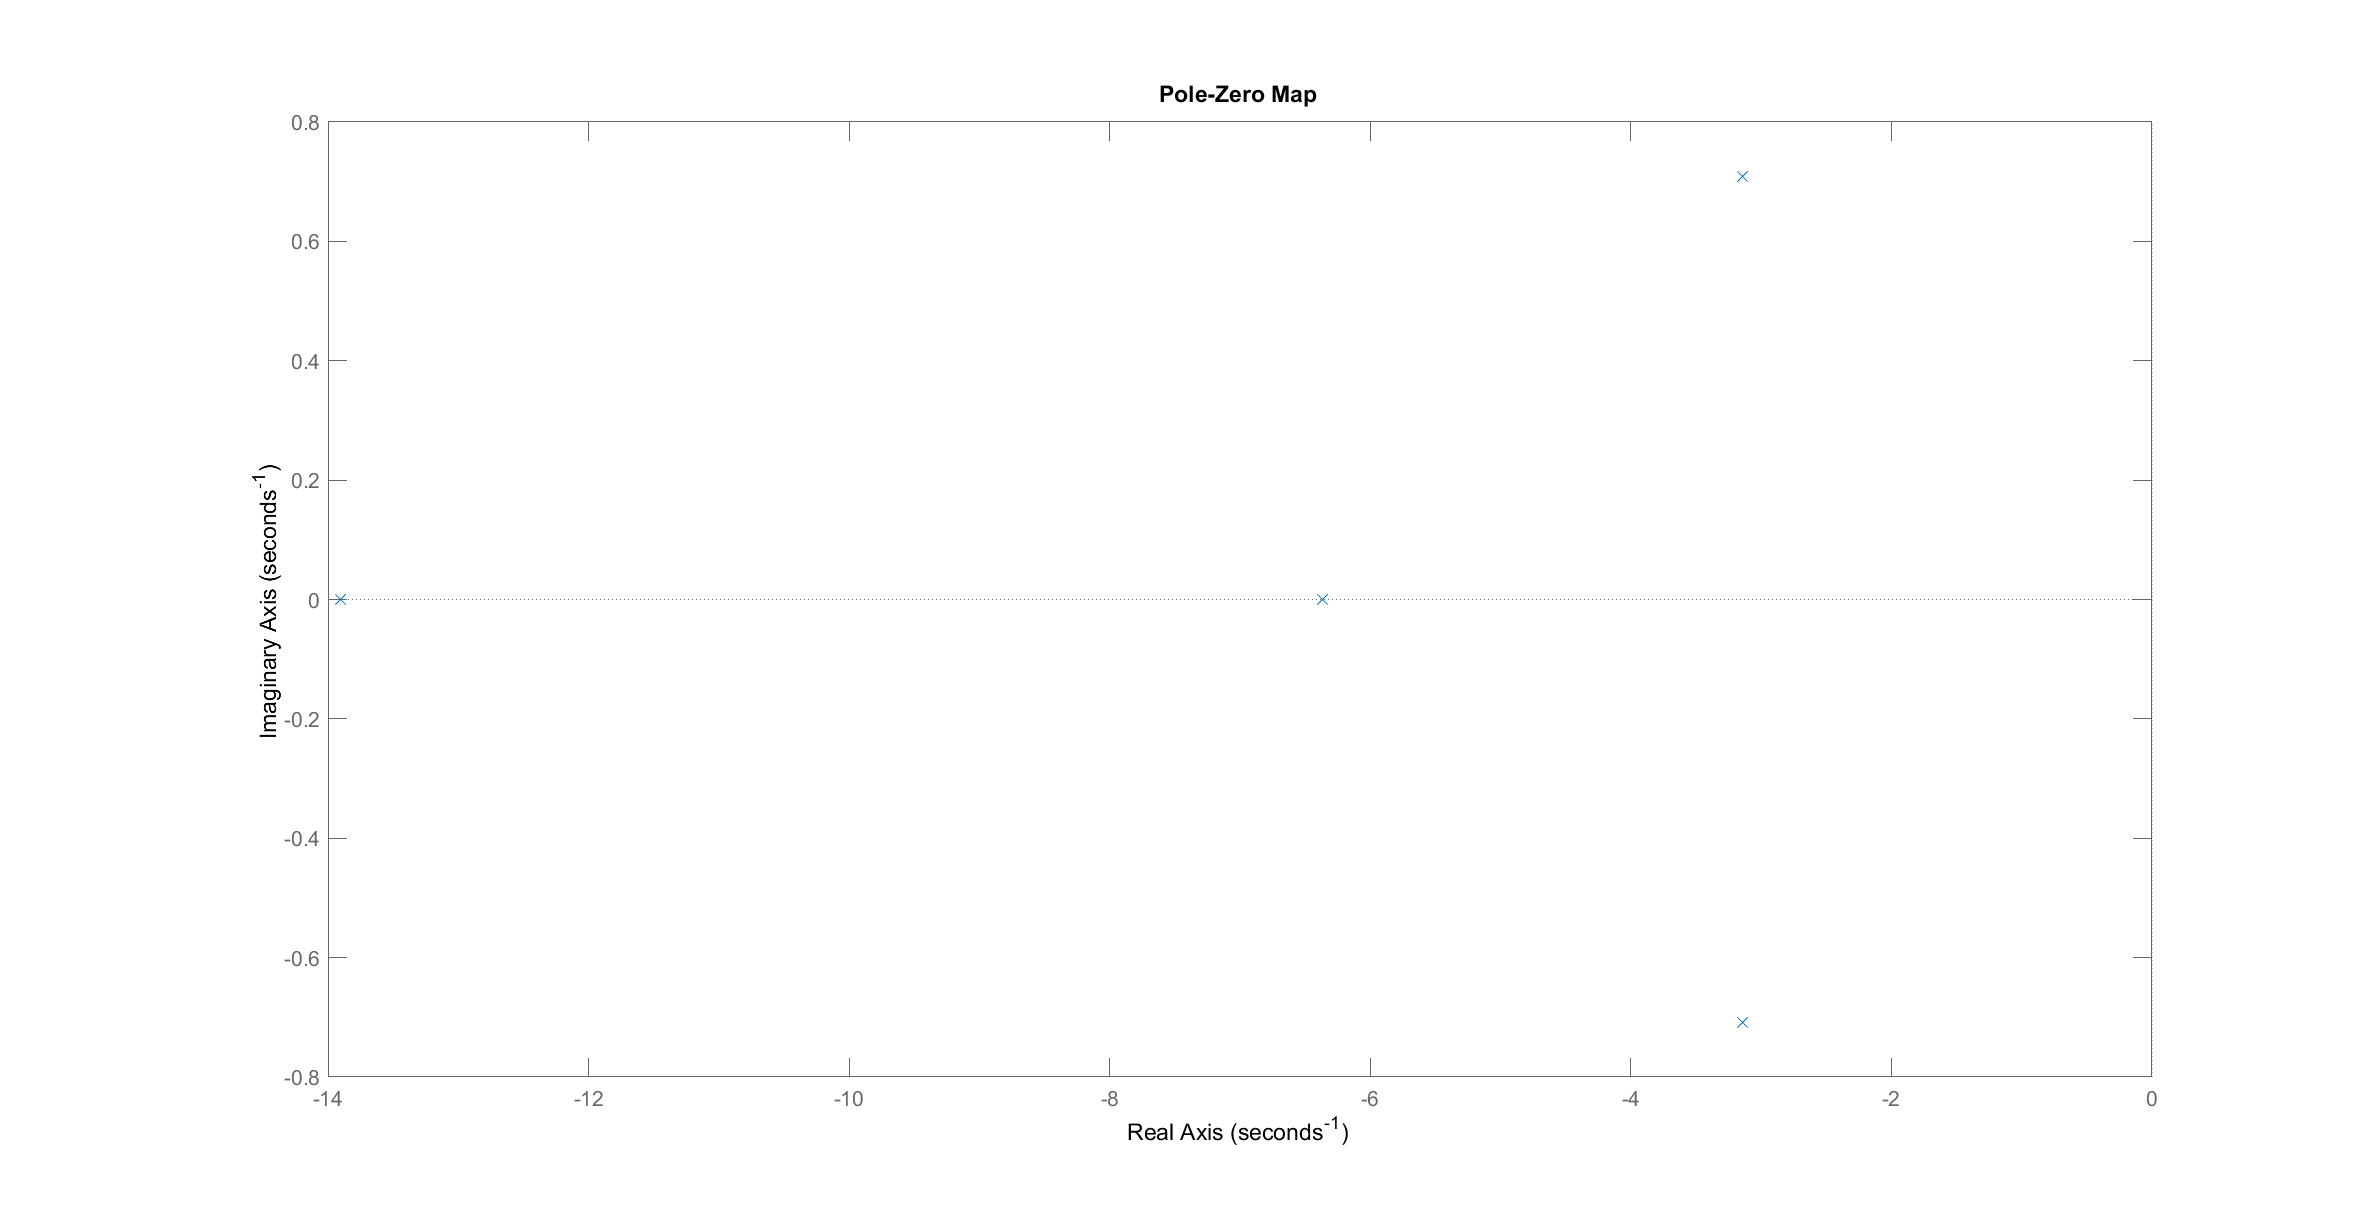 Pole-Zero Map
0.8
0.6
0.4
0.2
0
-0.2
-0.4
-0.6
-0.8
Imaginary Axis (seconds⁻¹)
-14 -12 -10 -8 -6 -4 -2 0
Real Axis (seconds⁻¹)